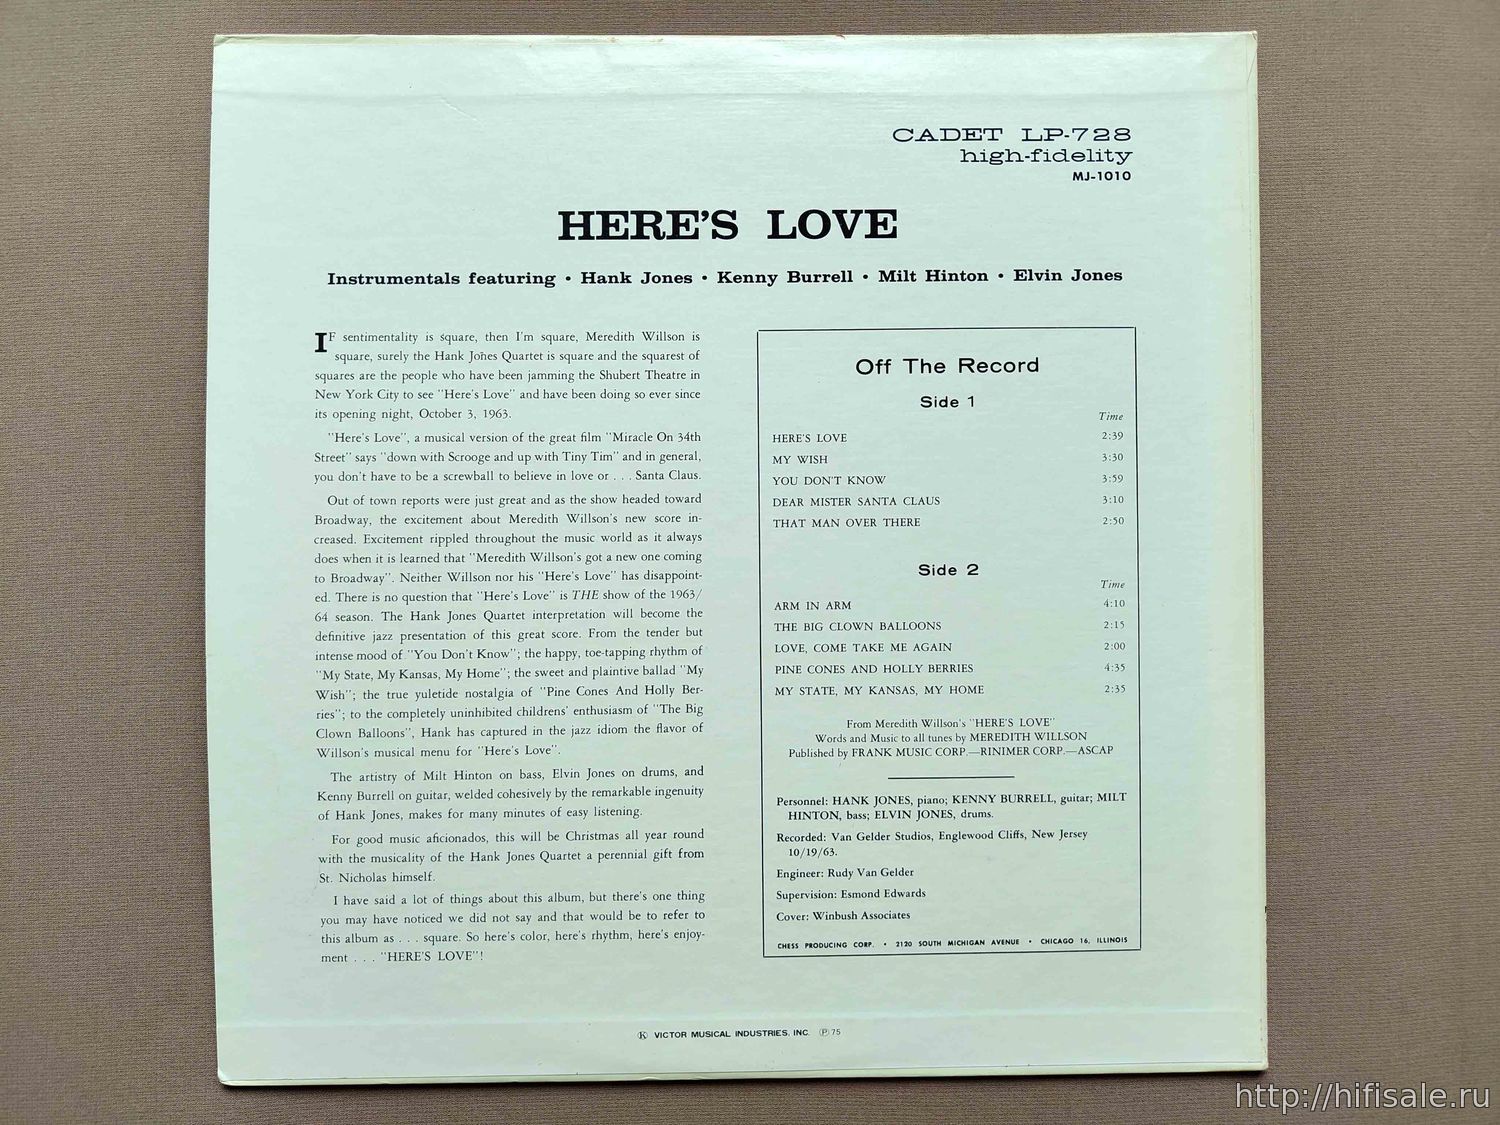 CADET LP-728
high-fidelity
MJ-1010
HERE'S LOVE
Instrumentals featuring • Hank Jones • Kenny Burrell • Milt Hinton • Elvin Jones
IF sentimentality is square, then I'm square, Meredith Willson is
square, surely the Hank Jones Quartet is square and the squarest of
squares are the people who have been jamming the Shubert Theatre in
New York City to see "Here's Love" and have been doing so ever since
its opening night, October 3, 1963.
"Here's Love", a musical version of the great film "Miracle On 34th
Street" says "down with Scrooge and up with Tiny Tim" and in general,
you don't have to be a screwball to believe in love or . . . Santa Claus.
Out of town reports were just great and as the show headed toward
Broadway, the excitement about Meredith Willson's new score in-
creased. Excitement rippled throughout the music world as it always
does when it is learned that "Meredith Willson's got a new one coming
to Broadway". Neither Willson nor his "Here's Love" has disappoint-
ed. There is no question that "Here's Love" is THE show of the 1963/
64 season. The Hank Jones Quartet interpretation will become the
definitive jazz presentation of this great score. From the tender but
intense mood of "You Don't Know"; the happy, toe-tapping rhythm of
"My State, My Kansas, My Home"; the sweet and plaintive ballad "My
Wish"; the true yuletide nostalgia of "Pine Cones And Holly Ber-
ries"; to the completely uninhibited childrens' enthusiasm of "The Big
Clown Balloons", Hank has captured in the jazz idiom the flavor of
Willson's musical menu for "Here's Love".
The artistry of Milt Hinton on bass, Elvin Jones on drums, and
Kenny Burrell on guitar, welded cohesively by the remarkable ingenuity
of Hank Jones, makes for many minutes of easy listening.
For good music aficionados, this will be Christmas all year round
with the musicality of the Hank Jones Quartet a perennial gift from
St. Nicholas himself.
I have said a lot of things about this album, but there's one thing
you may have noticed we did not say and that would be to refer to
this album as . . . square. So here's color, here's rhythm, here's enjoy-
ment . . . "HERE'S LOVE"!
Off The Record
Side 1
Time
HERE'S LOVE 2:39
MY WISH 3:30
YOU DON'T KNOW 3:59
DEAR MISTER SANTA CLAUS 3:10
THAT MAN OVER THERE 2:50
Side 2
Time
ARM IN ARM 4:10
THE BIG CLOWN BALLOONS 2:15
LOVE, COME TAKE ME AGAIN 2:00
PINE CONES AND HOLLY BERRIES 4:35
MY STATE, MY KANSAS, MY HOME 2:35
From Meredith Willson's "HERE'S LOVE"
Words and Music to all tunes by MEREDITH WILLSON
Published by FRANK MUSIC CORP.—RINIMER CORP.—ASCAP
Personnel: HANK JONES, piano; KENNY BURRELL, guitar; MILT
HINTON, bass; ELVIN JONES, drums.
Recorded: Van Gelder Studios, Englewood Cliffs, New Jersey
10/19/63.
Engineer: Rudy Van Gelder
Supervision: Esmond Edwards
Cover: Winbush Associates
CHESS PRODUCING CORP. • 2120 SOUTH MICHIGAN AVENUE • CHICAGO 16, ILLINOIS
Ⓚ VICTOR MUSICAL INDUSTRIES, INC. Ⓟ75
http://hifisale.ru